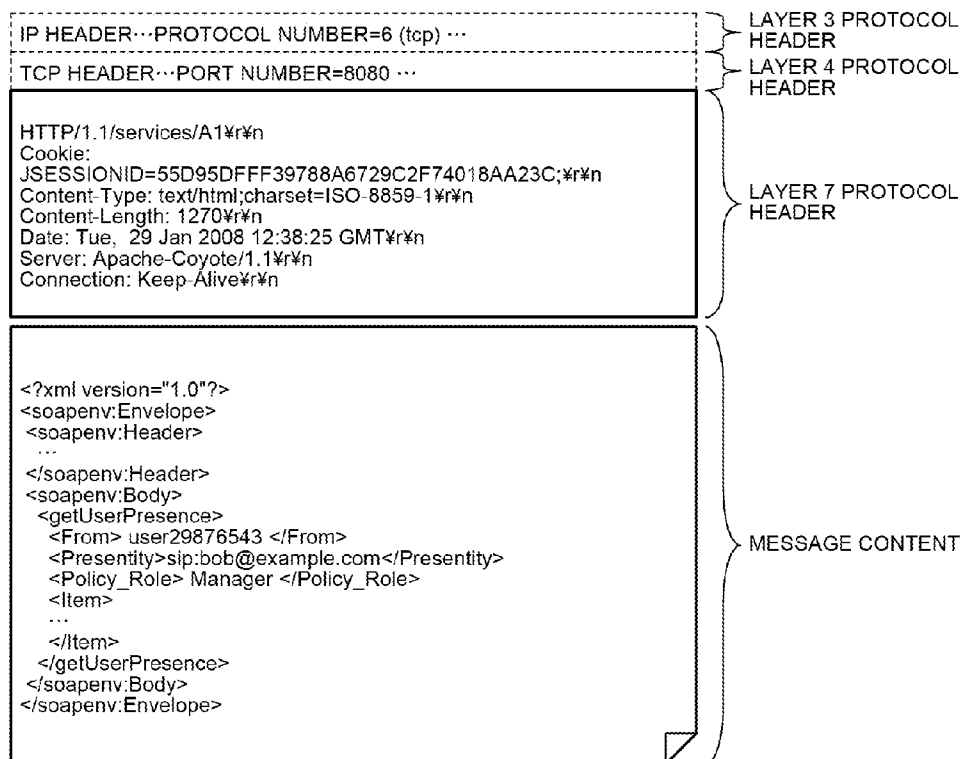 IP HEADER···PROTOCOL NUMBER=6 (tcp) ···
LAYER 3 PROTOCOL
HEADER
TCP HEADER···PORT NUMBER=8080 ···
LAYER 4 PROTOCOL
HEADER
HTTP/1.1/services/A1¥r¥n
Cookie:
JSESSIONID=55D95DFFF39788A6729C2F74018AA23C;¥r¥n
Content-Type: text/html;charset=ISO-8859-1¥r¥n
Content-Length: 1270¥r¥n
Date: Tue, 29 Jan 2008 12:38:25 GMT¥r¥n
Server: Apache-Coyote/1.1¥r¥n
Connection: Keep-Alive¥r¥n
LAYER 7 PROTOCOL
HEADER
<?xml version="1.0"?>
<soapenv:Envelope>
<soapenv:Header>
···
</soapenv:Header>
<soapenv:Body>
<getUserPresence>
<From> user29876543 </From>
<Presentity>sip:bob@example.com</Presentity>
<Policy_Role> Manager </Policy_Role>
<Item>
···
</Item>
</getUserPresence>
</soapenv:Body>
</soapenv:Envelope>
MESSAGE CONTENT